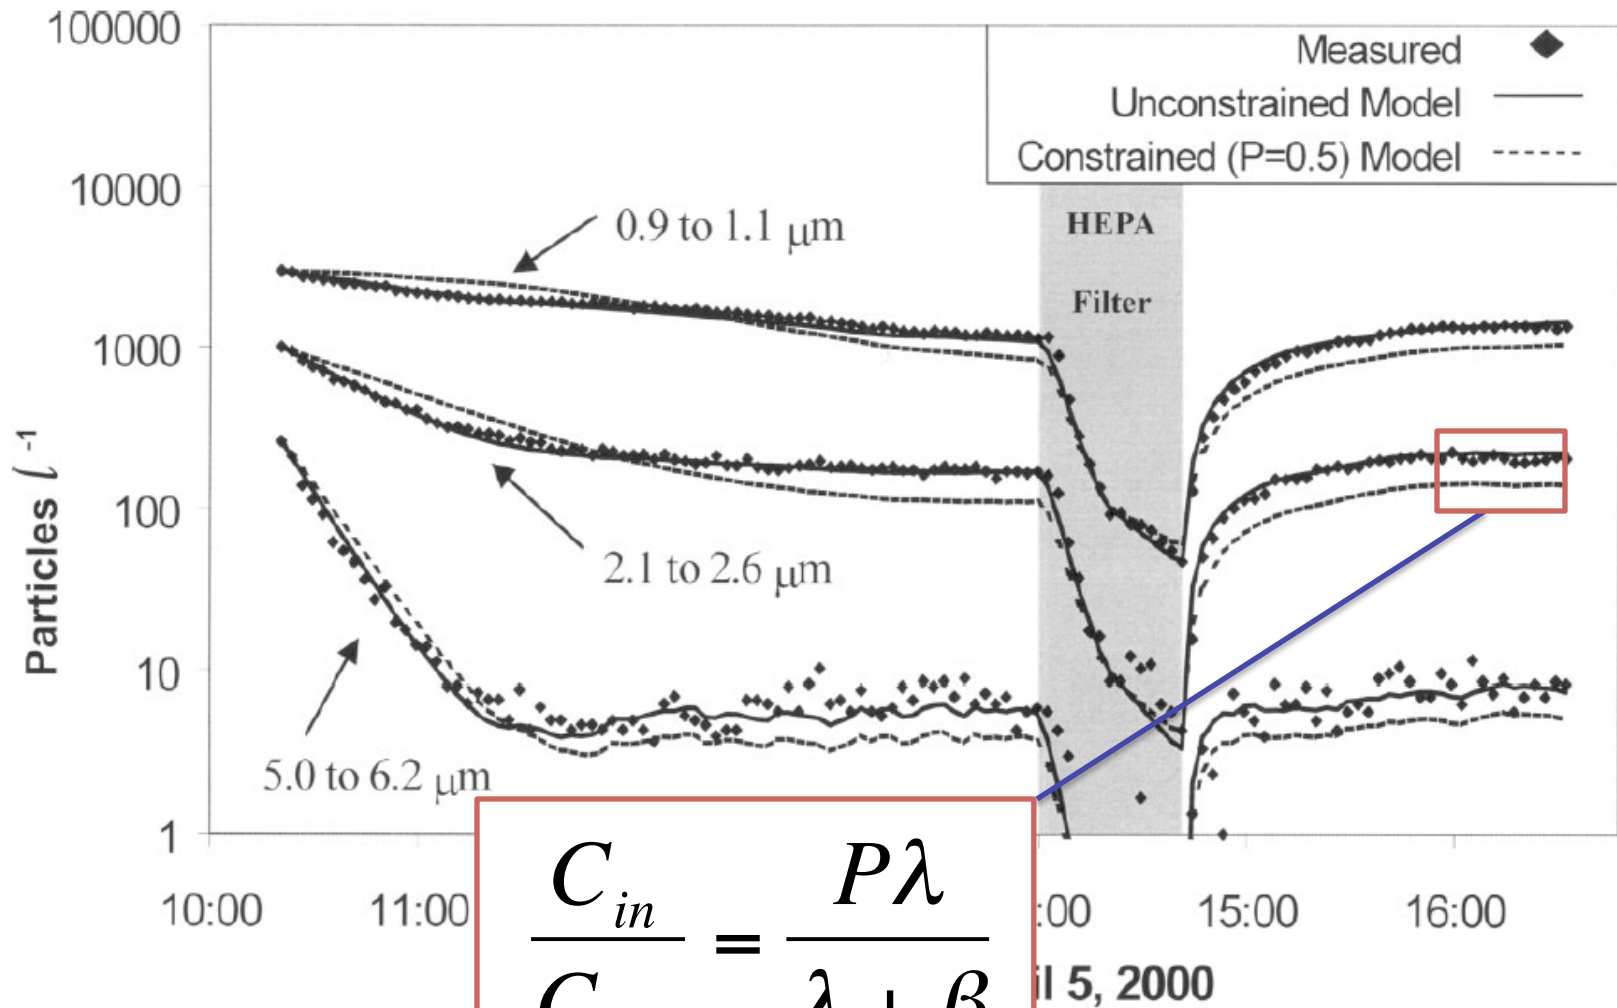 100000
10000
1000
100
10
1
Particles ℓ⁻¹
Measured
Unconstrained Model
Constrained (P=0.5) Model
HEPA
Filter
0.9 to 1.1 μm
2.1 to 2.6 μm
5.0 to 6.2 μm
10:00 11:00 :00 15:00 16:00
il 5, 2000
C_in = Pλ
C λ + β